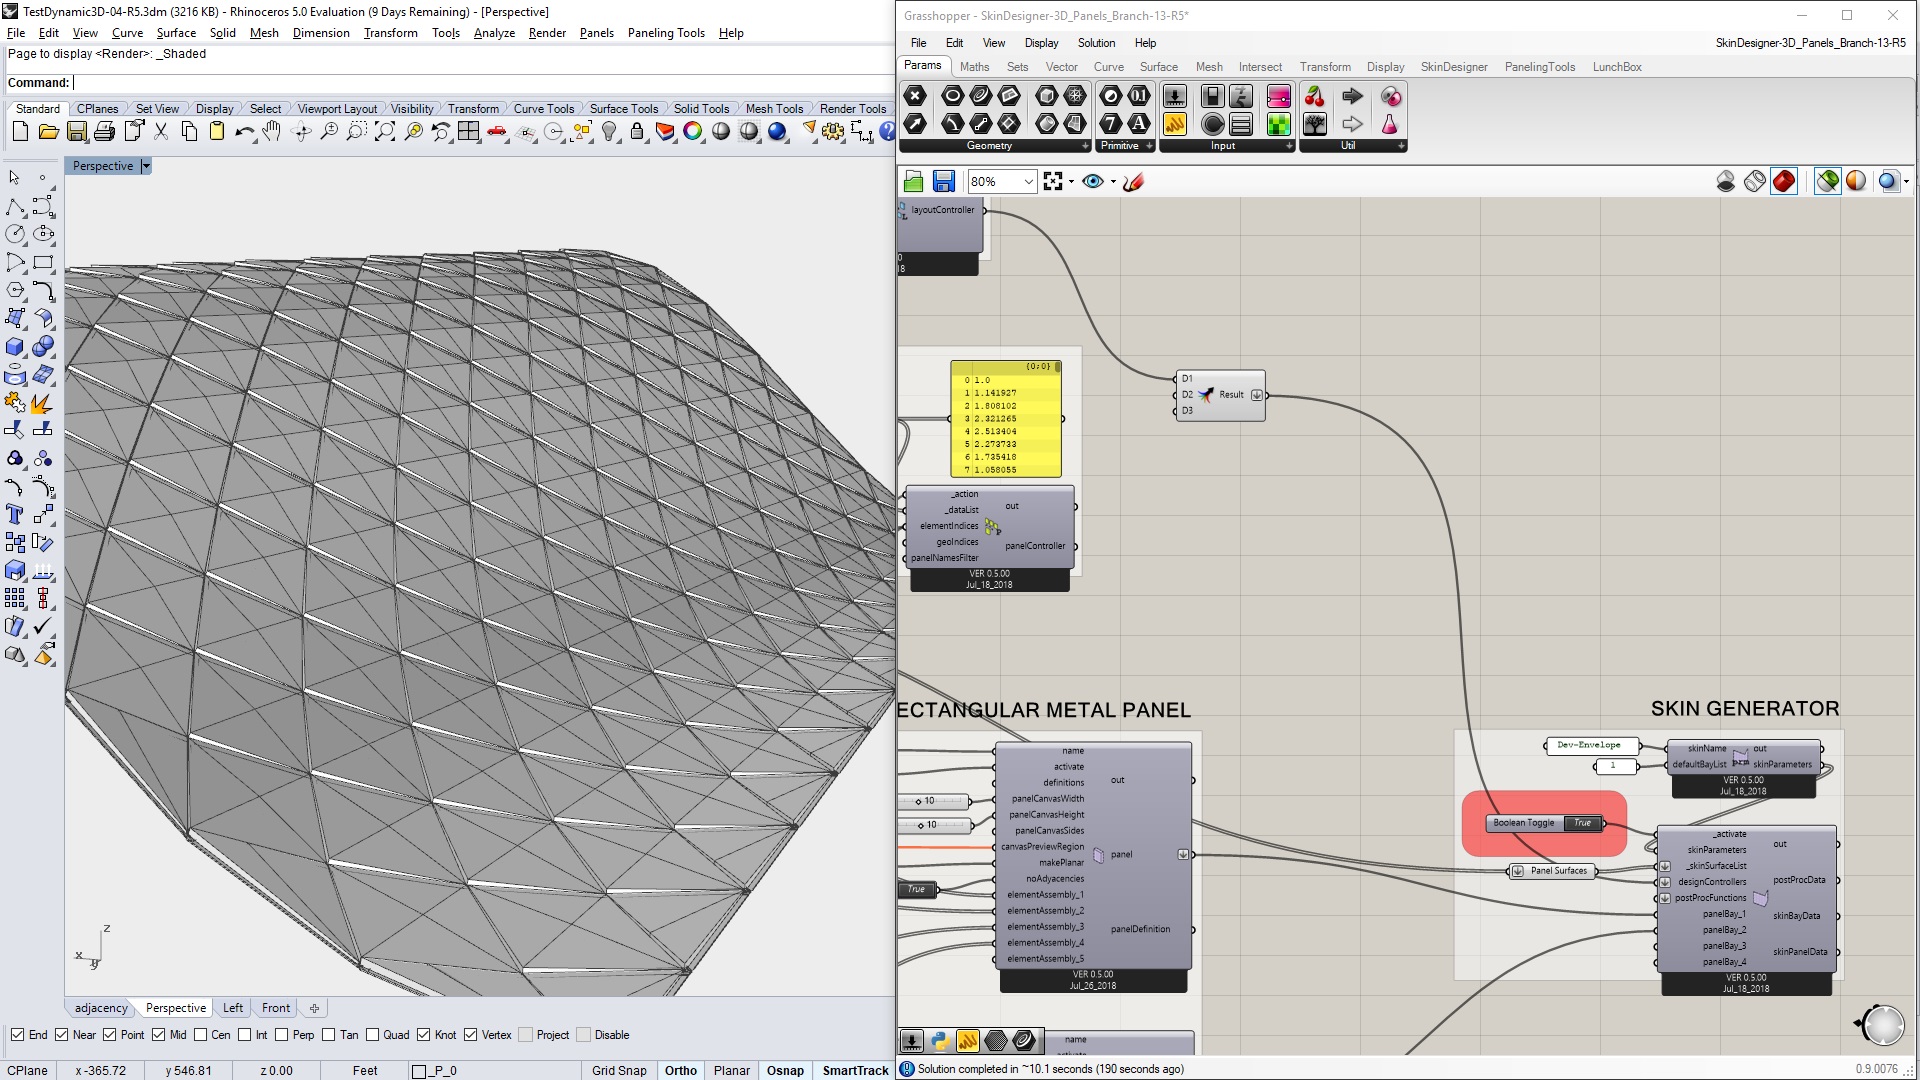 TestDynamic3D-04-R5.3dm (3216 KB) - Rhinoceros 5.0 Evaluation (9 Days Remaining) - [Perspective]
File Edit View Curve Surface Solid Mesh Dimension Transform Tools Analyze Render Panels Paneling Tools Help
Page to display <Render>: _Shaded
Command:
Standard CPlanes Set View Display Select Viewport Layout Visibility Transform Curve Tools Surface Tools Solid Tools Mesh Tools Render Tools
Perspective
z
x
y
adjacency Perspective Left Front
End Near Point Mid Cen Int Perp Tan Quad Knot Vertex Project Disable
CPlane x -365.72 y 546.81 z 0.00 Feet _P_0 Grid Snap Ortho Planar Osnap SmartTrack
Grasshopper - SkinDesigner-3D_Panels_Branch-13-R5*
File Edit View Display Solution Help SkinDesigner-3D_Panels_Branch-13-R5
Params Maths Sets Vector Curve Surface Mesh Intersect Transform Display SkinDesigner PanelingTools LunchBox
Geometry Primitive Input Util
80%
layoutController
0
18
{0;0}
0 1.0
1 1.141927
2 1.808102
3 2.321265
4 2.513404
5 2.273733
6 1.735418
7 1.058055
D1
D2 Result
D3
_action
_dataList
elementIndices
geoIndices
panelNamesFilter
out
panelController
VER 0.5.00
Jul_18_2018
ECTANGULAR METAL PANEL
name
activate
definitions
panelCanvasWidth
panelCanvasHeight
panelCanvasSides
canvasPreviewRegion
makePlanar
noAdyacencies
elementAssembly_1
elementAssembly_2
elementAssembly_3
elementAssembly_4
elementAssembly_5
out
panel
panelDefinition
VER 0.5.00
Jul_26_2018
10
10
True
name
activate
SKIN GENERATOR
Dev-Envelope
1
skinName out
defaultBayList skinParameters
VER 0.5.00
Jul_18_2018
Boolean Toggle True
Panel Surfaces
_activate
skinParameters
_skinSurfaceList
designControllers
postProcFunctions
panelBay_1
panelBay_2
panelBay_3
panelBay_4
out
postProcData
skinBayData
skinPanelData
VER 0.5.00
Jul_18_2018
Solution completed in ~10.1 seconds (190 seconds ago) 0.9.0076